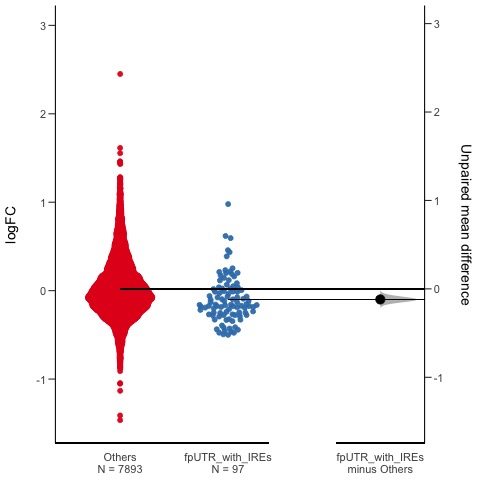 logFC
3
2
1
0
-1
Others
N = 7893
fpUTR_with_IREs
N = 97
fpUTR_with_IREs
minus Others
3
2
1
0
-1
Unpaired mean difference